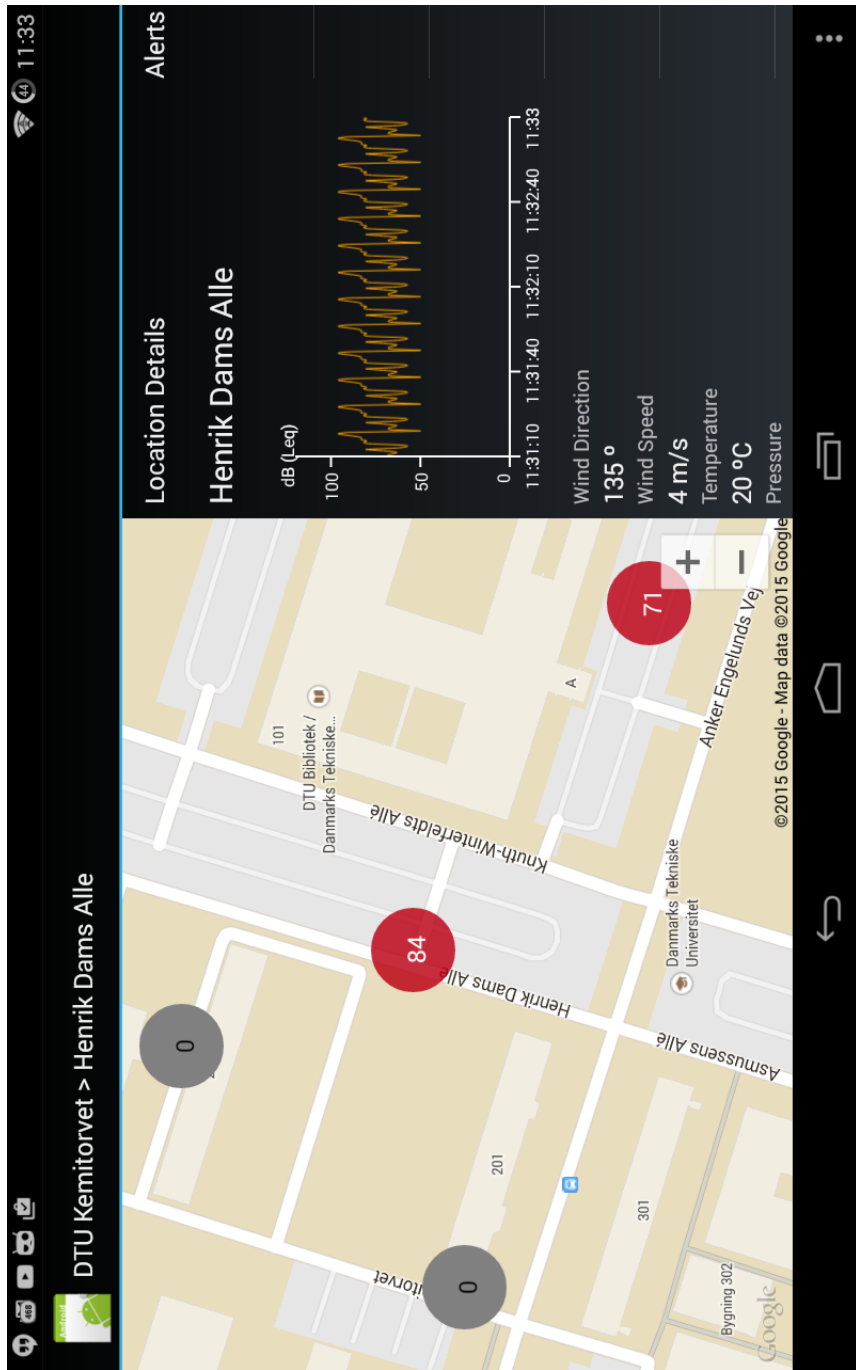 468
44 11:33
Android
DTU Kemitorvet > Henrik Dams Alle
101
DTU Bibliotek /
Danmarks Tekniske...
Knuth-Winterfeldts Allé
A
0
84
Henrik Dams Allé
71
+
−
201
0
301
Danmarks Tekniske
Universitet
Asmussens Allé
Anker Engelunds Vej
Bygning 302
Google
©2015 Google - Map data ©2015 Google
Location Details
Alerts
Henrik Dams Alle
dB (Leq)
100
50
0
11:31:10 11:31:40 11:32:10 11:32:40 11:33
Wind Direction
135 º
Wind Speed
4 m/s
Temperature
20 ºC
Pressure